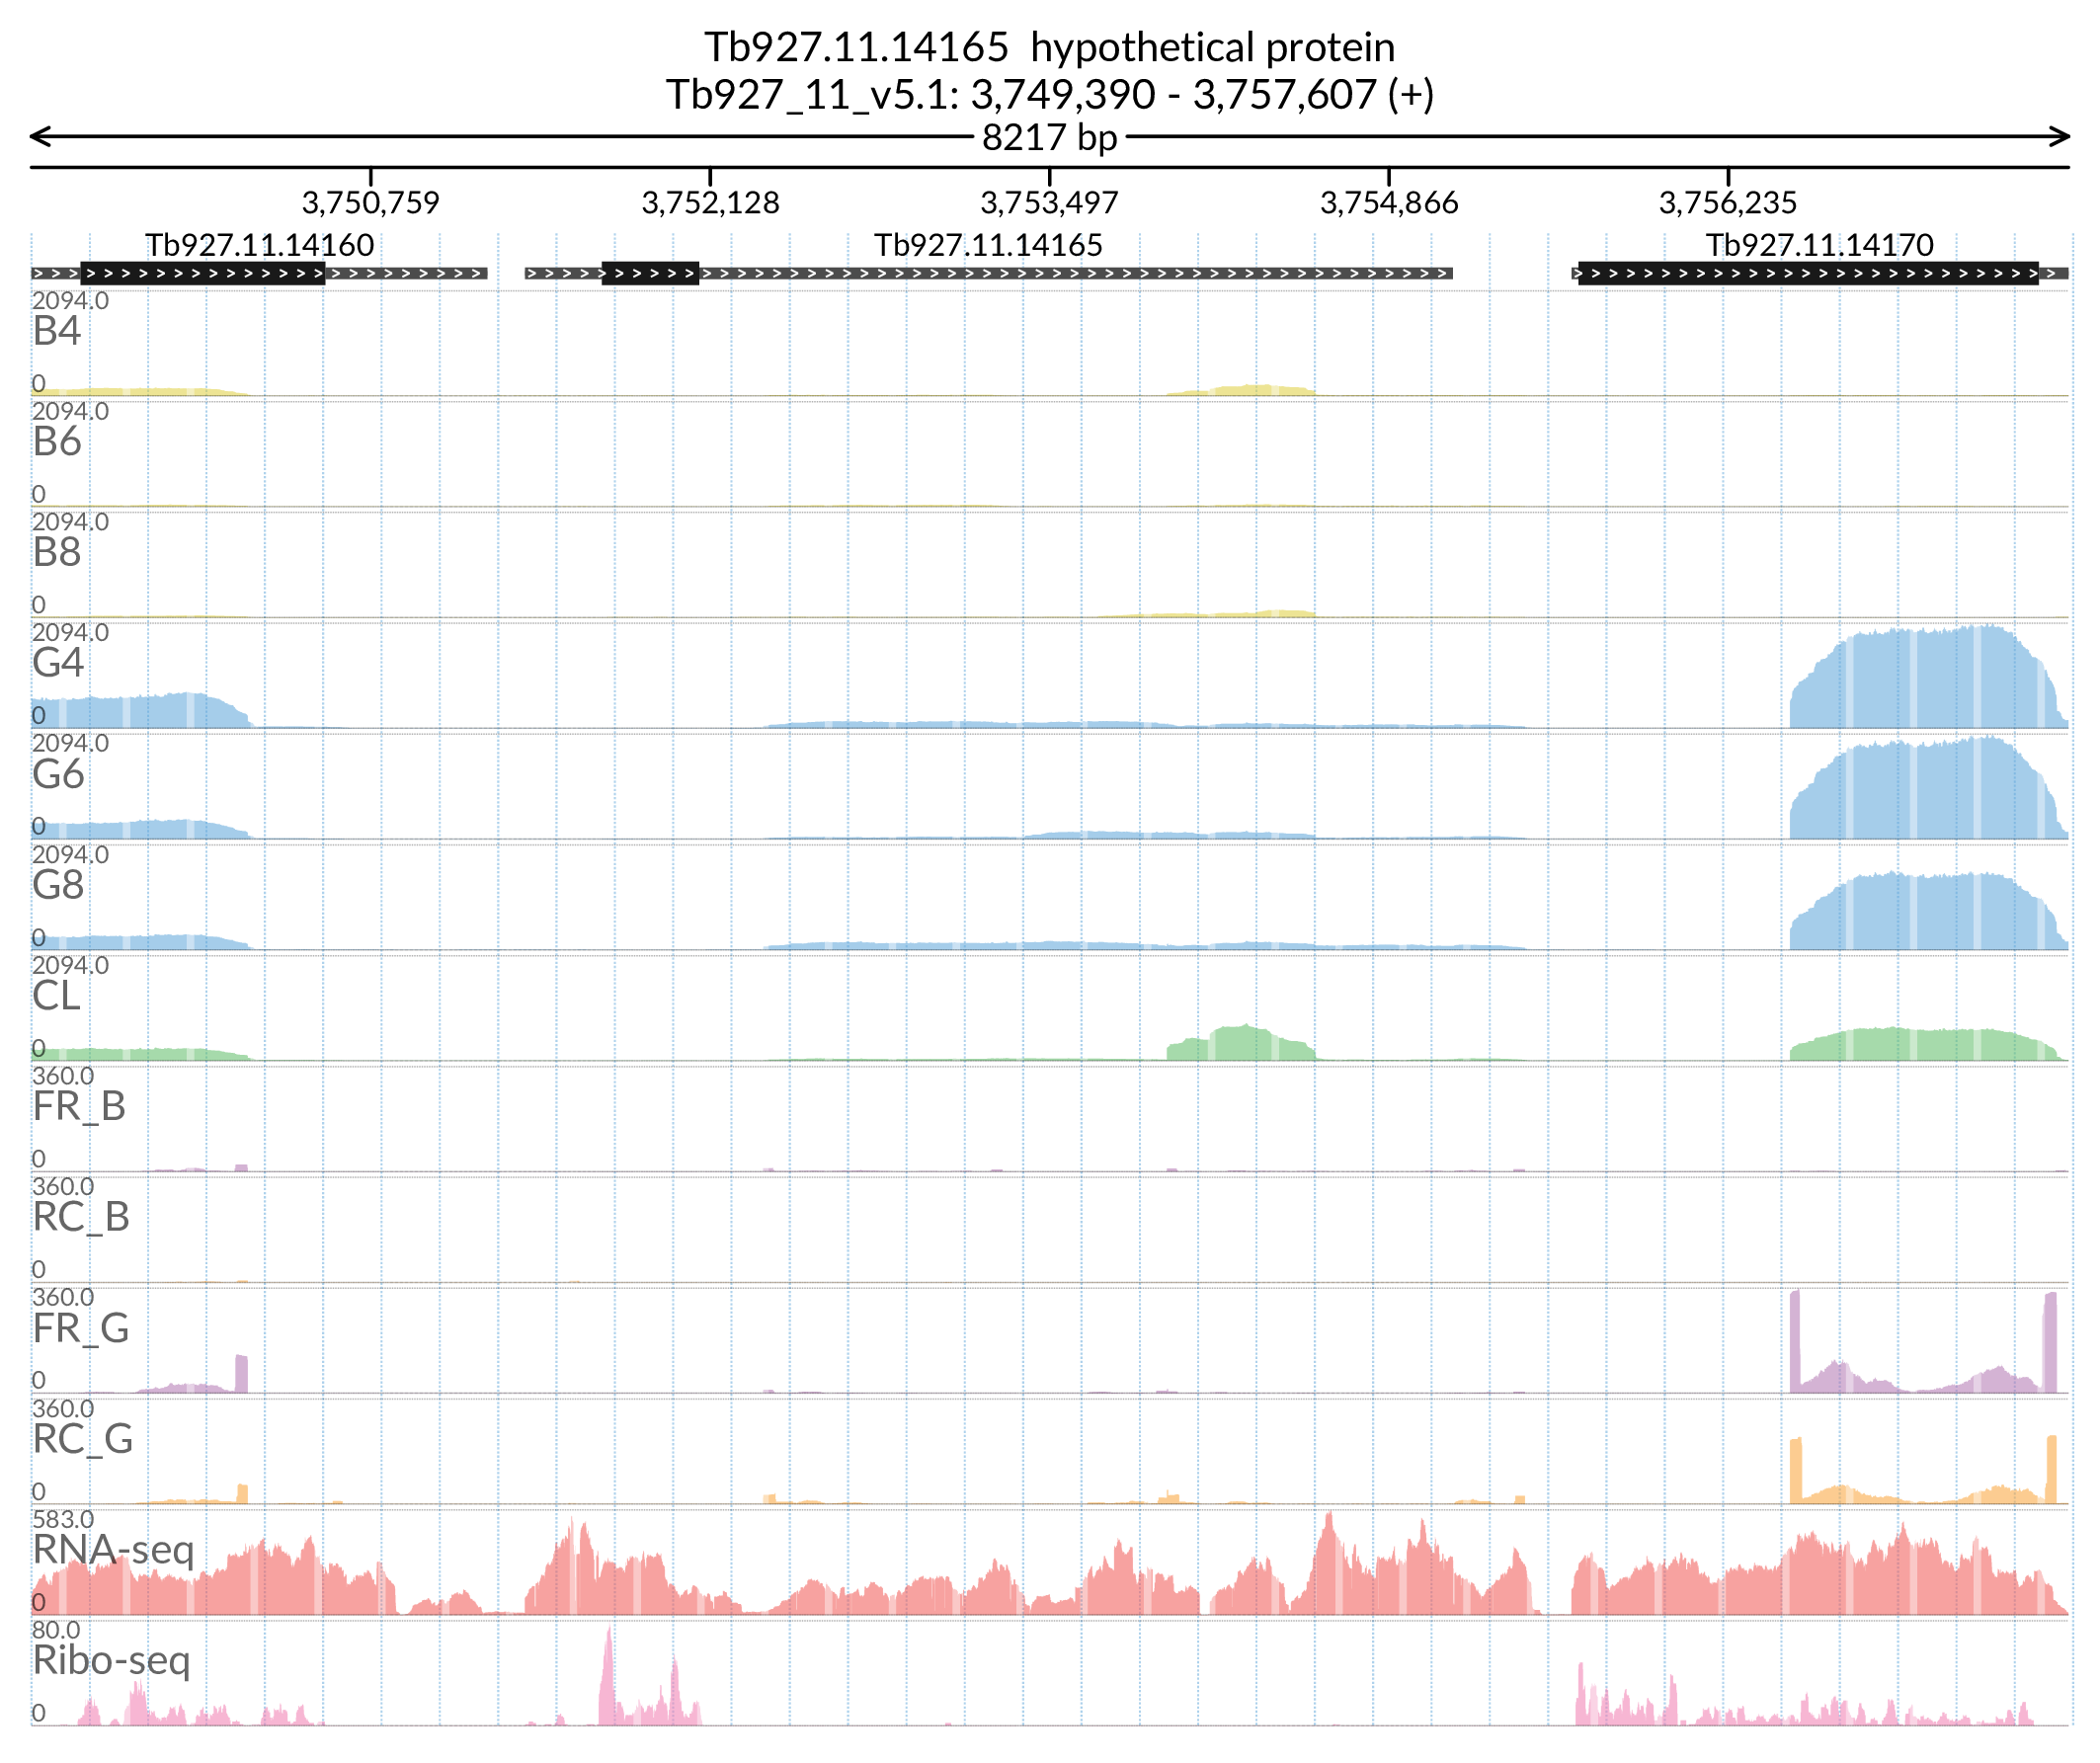 Tb927.11.14165 hypothetical protein
Tb927_11_v5.1: 3,749,390 - 3,757,607 (+)
8217 bp
3,750,759 3,752,128 3,753,497 3,754,866 3,756,235
Tb927.11.14160 Tb927.11.14165 Tb927.11.14170
2094.0
B4
0
2094.0
B6
0
2094.0
B8
0
2094.0
G4
0
2094.0
G6
0
2094.0
G8
0
2094.0
CL
0
360.0
FR_B
0
360.0
RC_B
0
360.0
FR_G
0
360.0
RC_G
0
583.0
RNA-seq
0
80.0
Ribo-seq
0